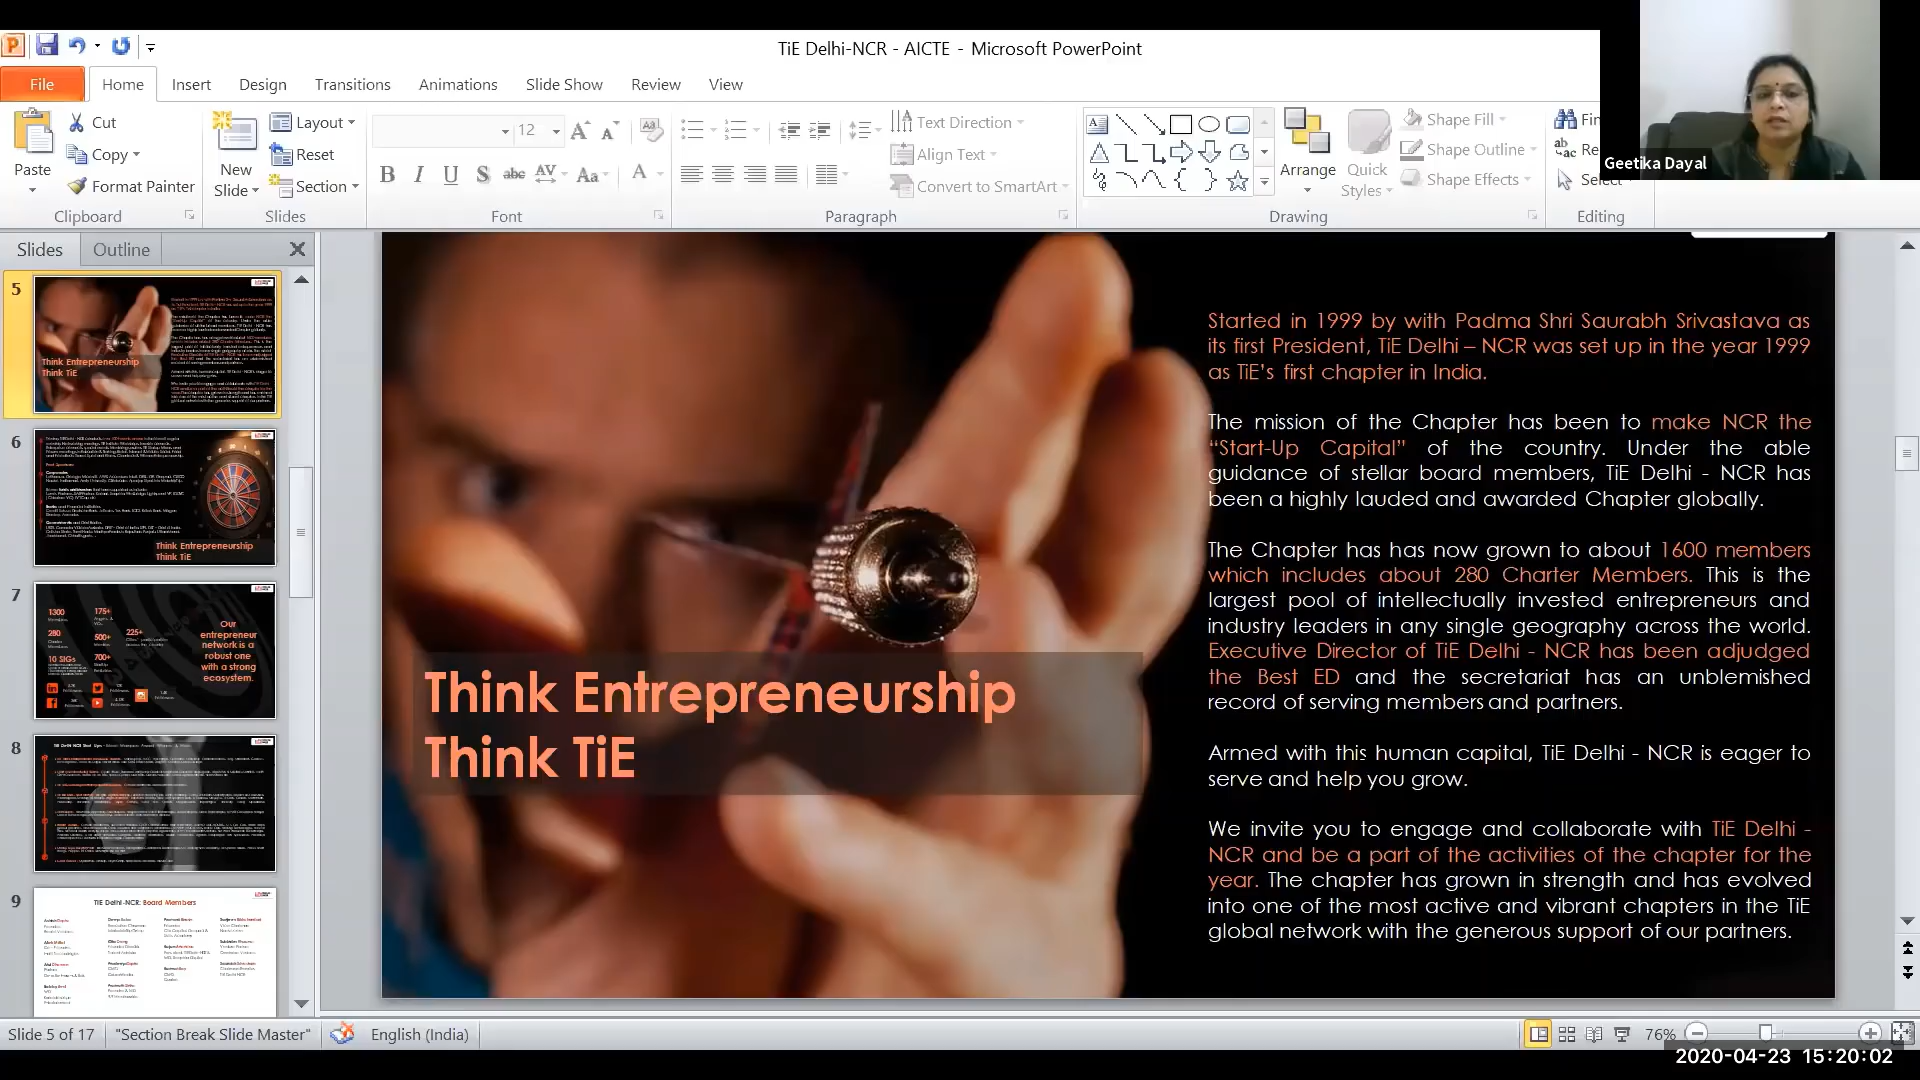 TiE Delhi-NCR - AICTE - Microsoft PowerPoint
File
Home
Insert
Design
Transitions
Animations
Slide Show
Review
View
Paste
Cut
Copy
Format Painter
Clipboard
New
Slide
Layout
Reset
Section
Slides
12
Font
Text Direction
Align Text
Convert to SmartArt
Paragraph
Arrange
Quick
Styles
Shape Fill
Shape Outline
Shape Effects
Drawing
Select
Editing
Geetika Dayal
Slides
Outline
5
Think Entrepreneurship
Think TiE
6
Think Entrepreneurship
Think TiE
7
1300
175+
280
500+
225+
10 SIGs
700+
Our
entrepreneur
network is a
robust one
with a strong
ecosystem.
8
9
TiE Delhi-NCR: Board Members
Think Entrepreneurship
Think TiE
Started in 1999 by with Padma Shri Saurabh Srivastava as
its first President, TiE Delhi – NCR was set up in the year 1999
as TiE's first chapter in India.
The mission of the Chapter has been to make NCR the
“Start-Up Capital” of the country. Under the able
guidance of stellar board members, TiE Delhi - NCR has
been a highly lauded and awarded Chapter globally.
The Chapter has has now grown to about 1600 members
which includes about 280 Charter Members. This is the
largest pool of intellectually invested entrepreneurs and
industry leaders in any single geography across the world.
Executive Director of TiE Delhi - NCR has been adjudged
the Best ED and the secretariat has an unblemished
record of serving members and partners.
Armed with this human capital, TiE Delhi - NCR is eager to
serve and help you grow.
We invite you to engage and collaborate with TiE Delhi -
NCR and be a part of the activities of the chapter for the
year. The chapter has grown in strength and has evolved
into one of the most active and vibrant chapters in the TiE
global network with the generous support of our partners.
Slide 5 of 17
"Section Break Slide Master"
English (India)
76%
2020-04-23 15:20:02